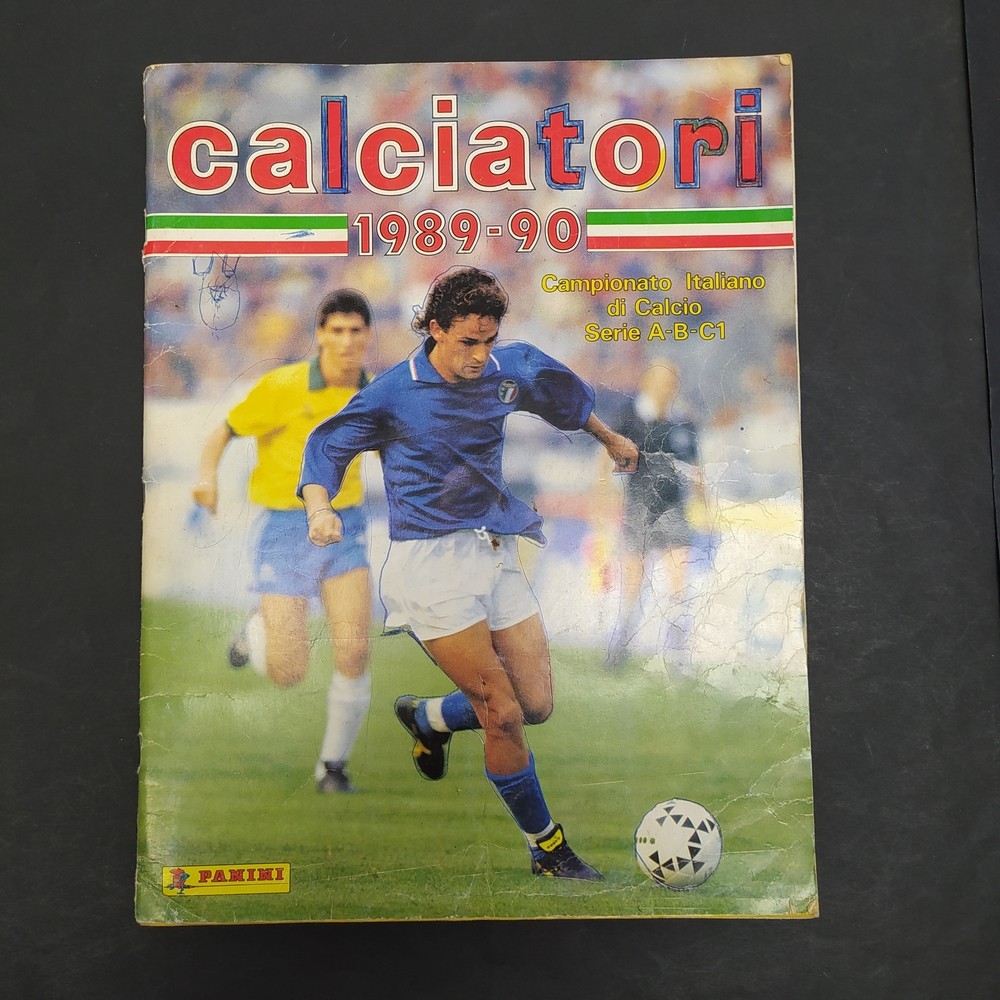 calciatori
1989-90
Campionato Italiano
di Calcio
Serie A-B-C1
PANINI